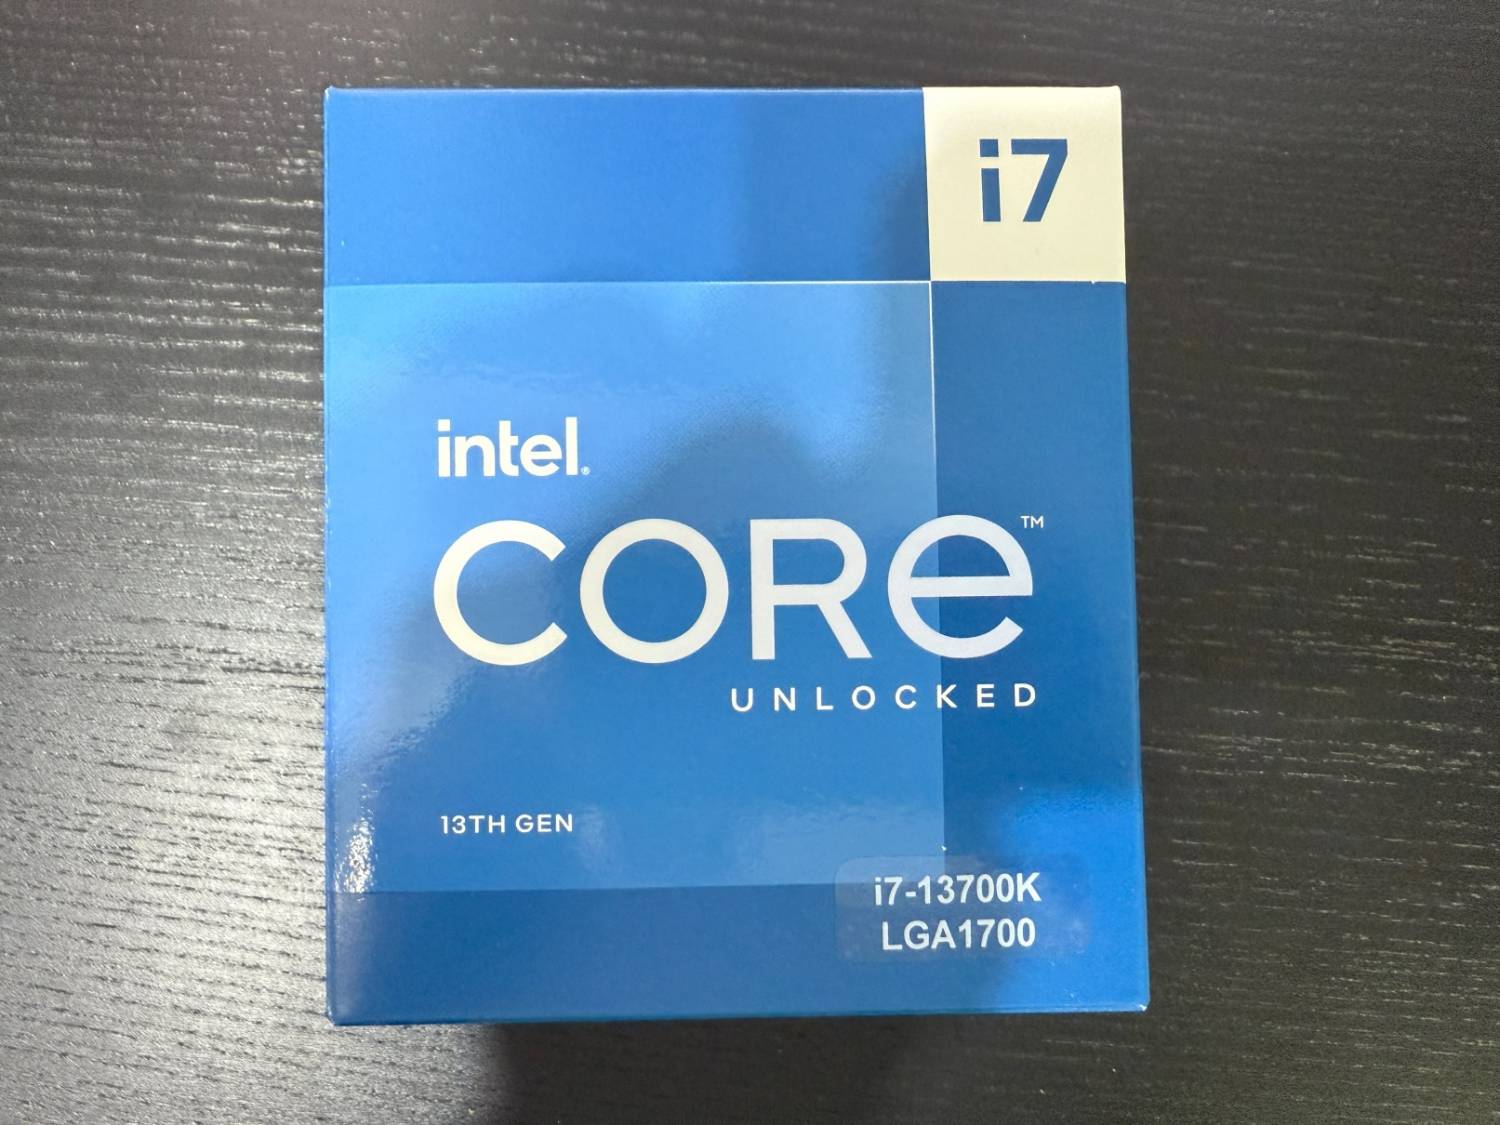 i7
intel.
CORe™
UNLOCKED
13TH GEN
i7-13700K
LGA1700